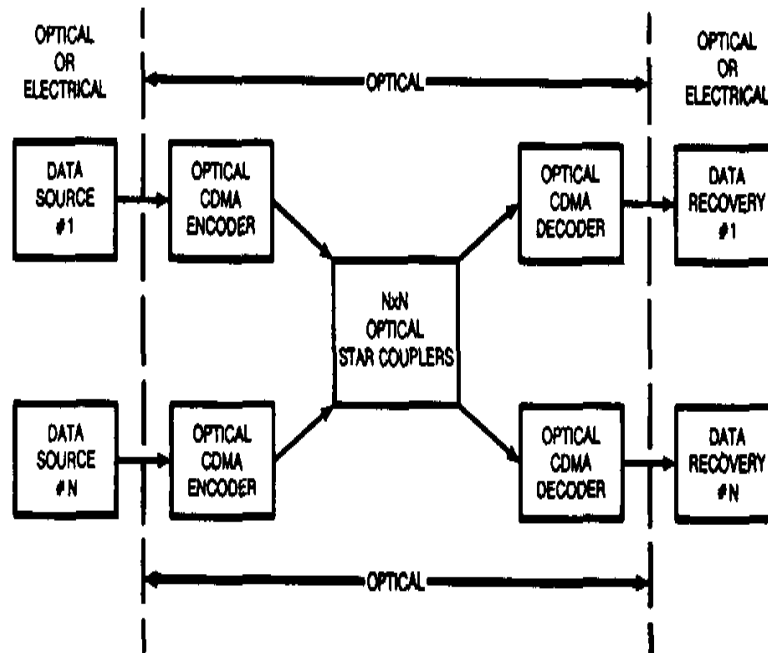 OPTICAL
OR
ELECTRICAL
OPTICAL
OPTICAL
OR
ELECTRICAL
DATA
SOURCE
#1
OPTICAL
CDMA
ENCODER
OPTICAL
CDMA
DECODER
DATA
RECOVERY
#1
NxN
OPTICAL
STAR COUPLERS
DATA
SOURCE
#N
OPTICAL
CDMA
ENCODER
OPTICAL
CDMA
DECODER
DATA
RECOVERY
#N
OPTICAL